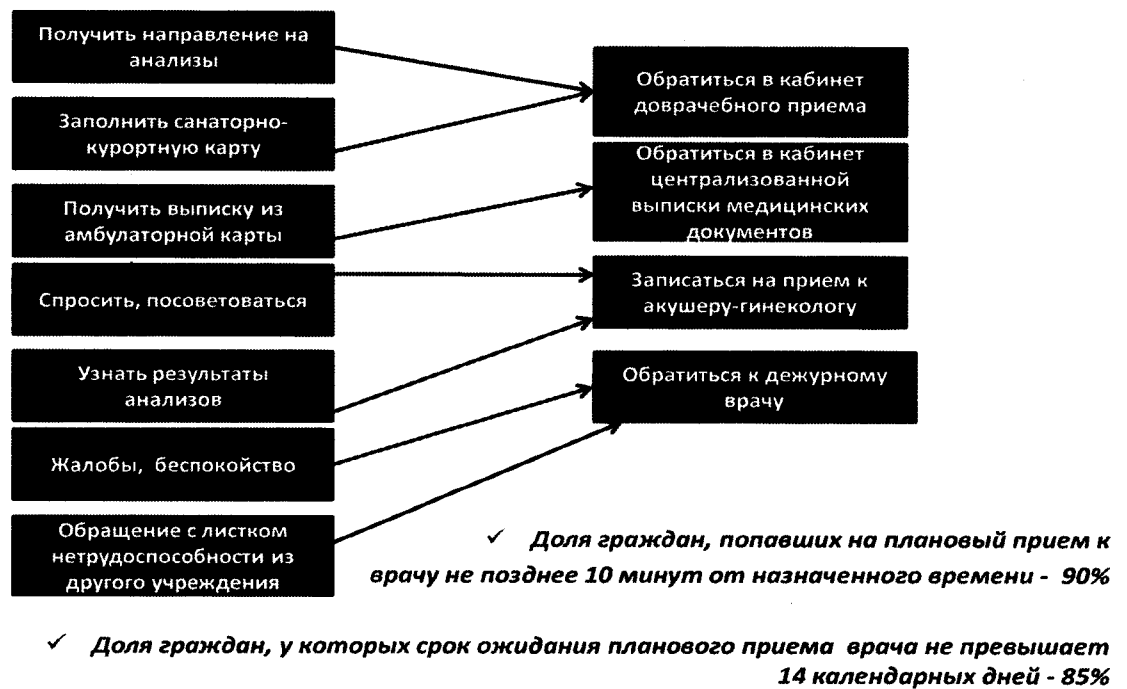 Получить направление на
анализы
Заполнить санаторно-
курортную карту
Получить выписку из
амбулаторной карты
Спросить, посоветоваться
Узнать результаты
анализов
Жалобы, беспокойство
Обращение с листком
нетрудоспособности из
другого учреждения
Обратиться в кабинет
доврачебного приема
Обратиться в кабинет
централизованной
выписки медицинских
документов
Записаться на прием к
акушеру-гинекологу
Обратиться к дежурному
врачу
✓ Доля граждан, попавших на плановый прием к
врачу не позднее 10 минут от назначенного времени - 90%
✓ Доля граждан, у которых срок ожидания планового приема врача не превышает
14 календарных дней - 85%